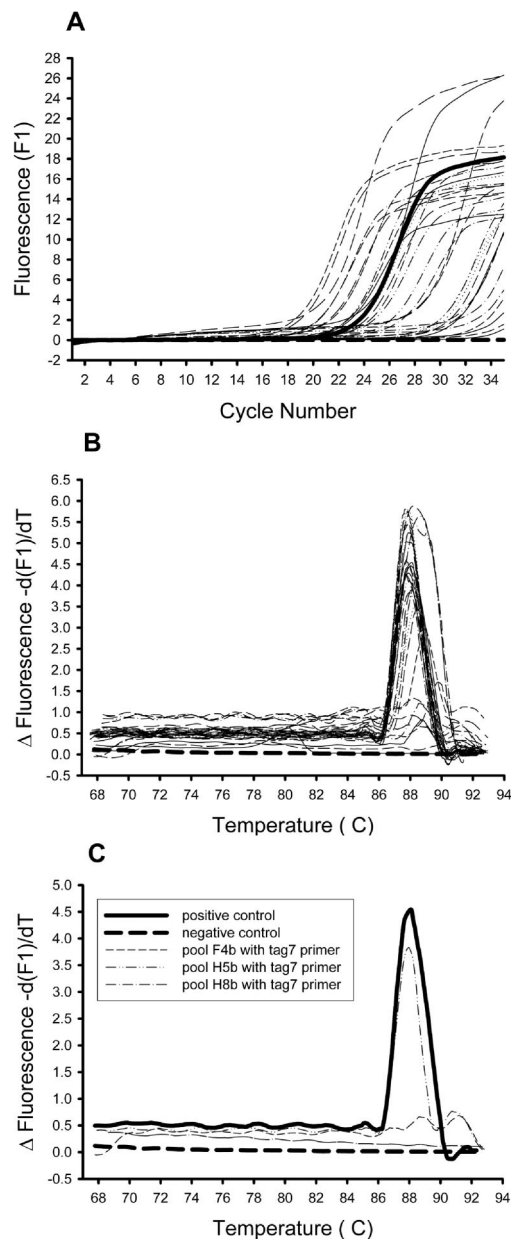 A
Fluorescence (F1)
28
26
24
22
20
18
16
14
12
10
8
6
4
2
0
-2
2 4 6 8 10 12 14 16 18 20 22 24 26 28 30 32 34
Cycle Number
B
Δ Fluorescence -d(F1)/dT
6.5
6.0
5.5
5.0
4.5
4.0
3.5
3.0
2.5
2.0
1.5
1.0
0.5
0.0
-0.5
68 70 72 74 76 78 80 82 84 86 88 90 92 94
Temperature ( C)
C
Δ Fluorescence -d(F1)/dT
5.0
4.5
4.0
3.5
3.0
2.5
2.0
1.5
1.0
0.5
0.0
-0.5
positive control
negative control
pool F4b with tag7 primer
pool H5b with tag7 primer
pool H8b with tag7 primer
68 70 72 74 76 78 80 82 84 86 88 90 92 94
Temperature ( C)